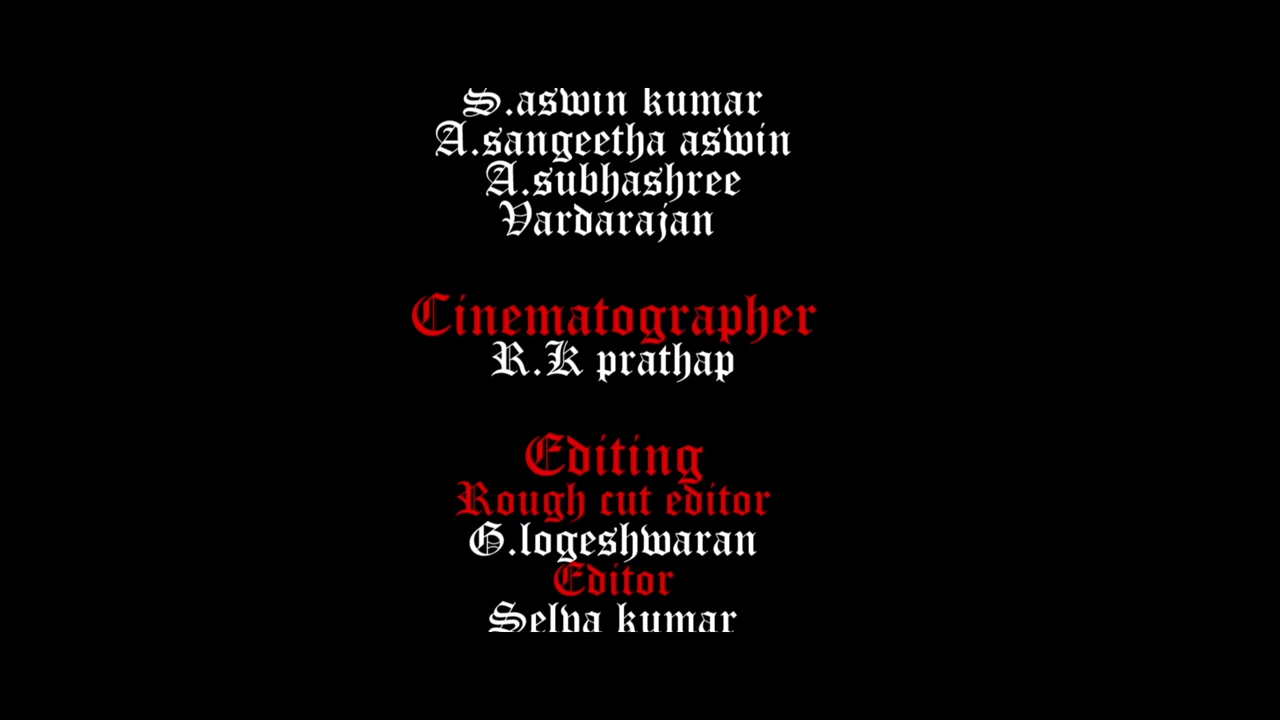 S.aswin kumar
A.sangeetha aswin
A.subhashree
Vardarajan
Cinematographer
R.K prathap
Editing
Rough cut editor
G.logeshwaran
Editor
Selva kumar